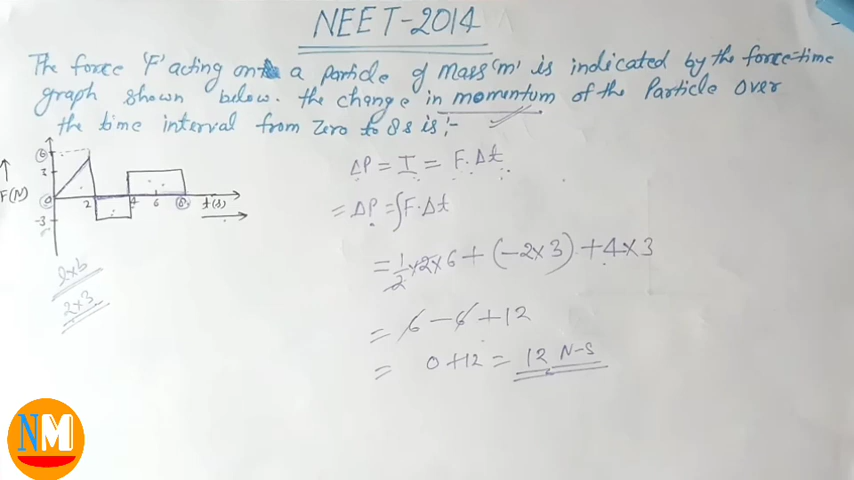 NEET-2014
The force 'F' acting on a particle of mass 'm' is indicated by the force-time
graph shown below. the change in momentum of the Particle over
the time interval from zero to 8s is:-
6
3
F(N)
0
2
4
6
8
t(s)
-3
2×6
2×3
ΔP = I = F·Δt
= ΔP = ∫F·Δt
= 1/2 × 2 × 6 + (-2×3) + 4×3
= 6 - 6 + 12
= 0 + 12 = 12 N-S
NM